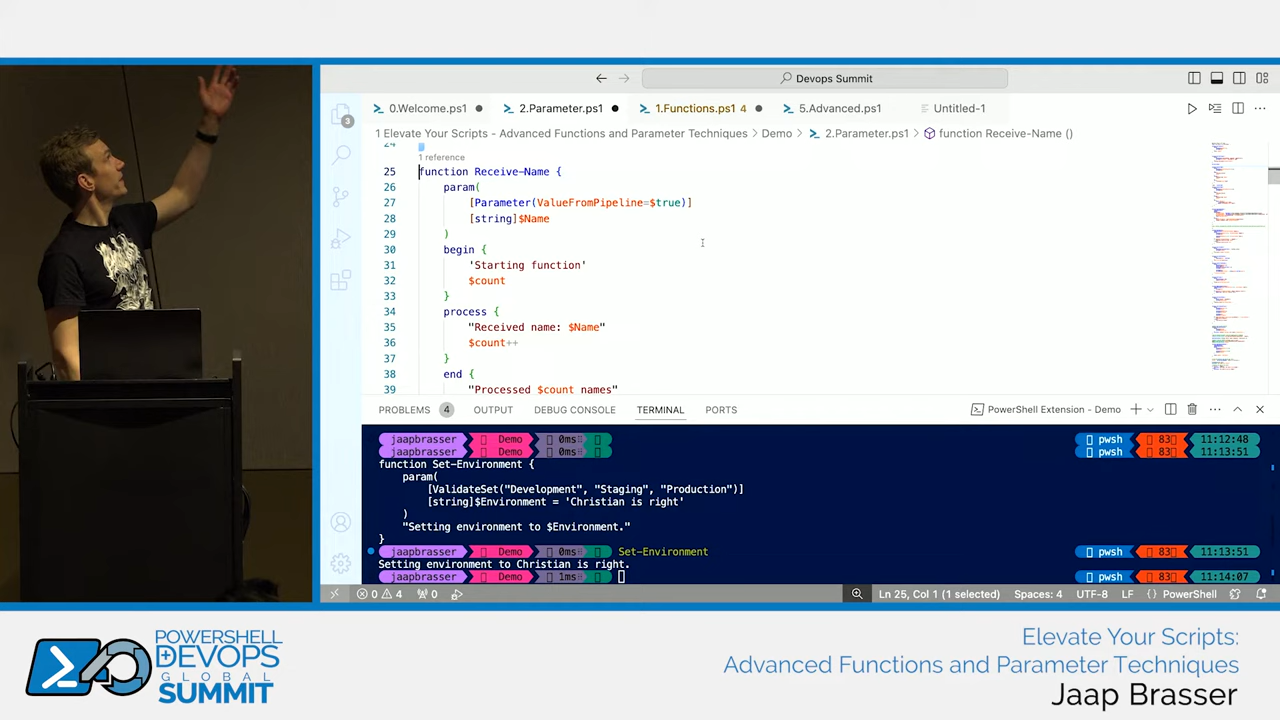 Devops Summit
0.Welcome.ps1
2.Parameter.ps1
1.Functions.ps1 4
5.Advanced.ps1
Untitled-1
1 Elevate Your Scripts - Advanced Functions and Parameter Techniques
Demo
2.Parameter.ps1
function Receive-Name ()
3
24
1 reference
25 function Receive-Name {
26 param(
27 [Parameter(ValueFromPipeline=$true)]
28 [string]$Name
29
30 begin {
31 'Starting function'
32 $count
33
34 process {
35 "Receiver name: $Name"
36 $count++
37
38 end {
39 "Processed $count names"
PROBLEMS 4
OUTPUT
DEBUG CONSOLE
TERMINAL
PORTS
PowerShell Extension - Demo
jaapbrasser Demo 0ms pwsh 83 11:12:48
jaapbrasser Demo 0ms pwsh 83 11:13:51
function Set-Environment {
param(
[ValidateSet("Development", "Staging", "Production")]
[string]$Environment = 'Christian is right'
)
"Setting environment to $Environment."
}
jaapbrasser Demo 0ms Set-Environment pwsh 83 11:13:51
Setting environment to Christian is right.
jaapbrasser Demo 1ms pwsh 83 11:14:07
0 4 0
Ln 25, Col 1 (1 selected)
Spaces: 4
UTF-8
LF
{ } PowerShell
POWERSHELL
+DEVOPS
GLOBAL
SUMMIT
Elevate Your Scripts:
Advanced Functions and Parameter Techniques
Jaap Brasser